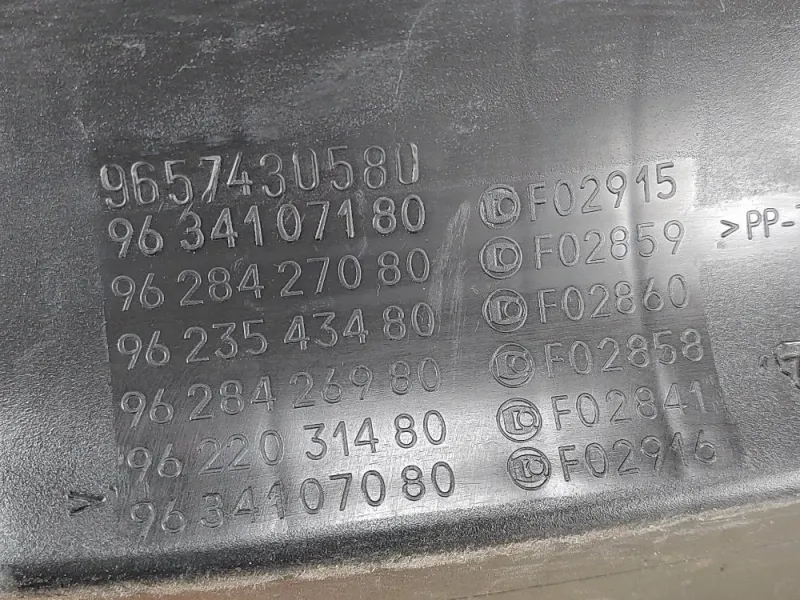 9657430580
96 341 071 80 F02915
96 284 270 80 F02859
96 235 434 80 F02860
96 284 269 80 F02858
96 220 314 80 F02841
96 341 070 80 F02916
>PP-